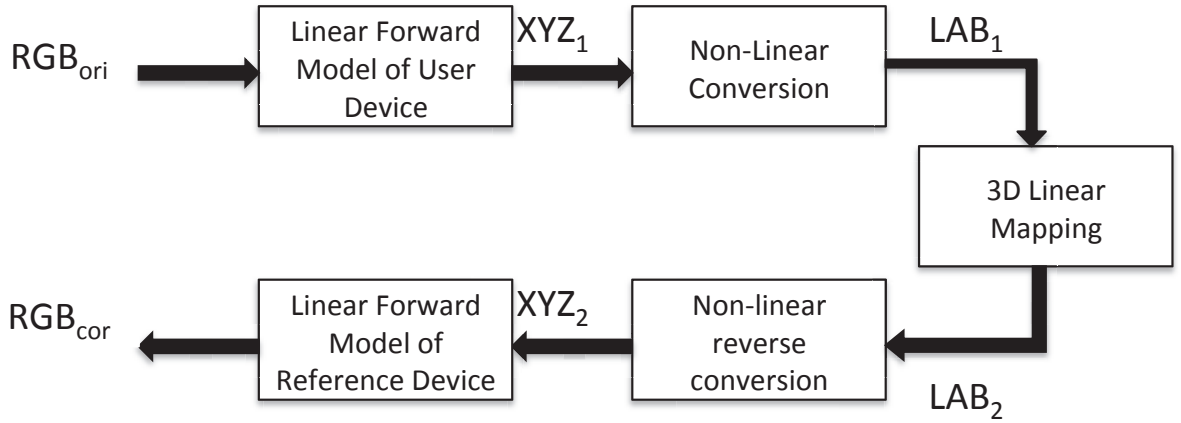 RGB_ori
Linear Forward
Model of User
Device
XYZ_1
Non-Linear
Conversion
LAB_1
3D Linear
Mapping
LAB_2
Non-linear
reverse
conversion
XYZ_2
Linear Forward
Model of
Reference Device
RGB_cor